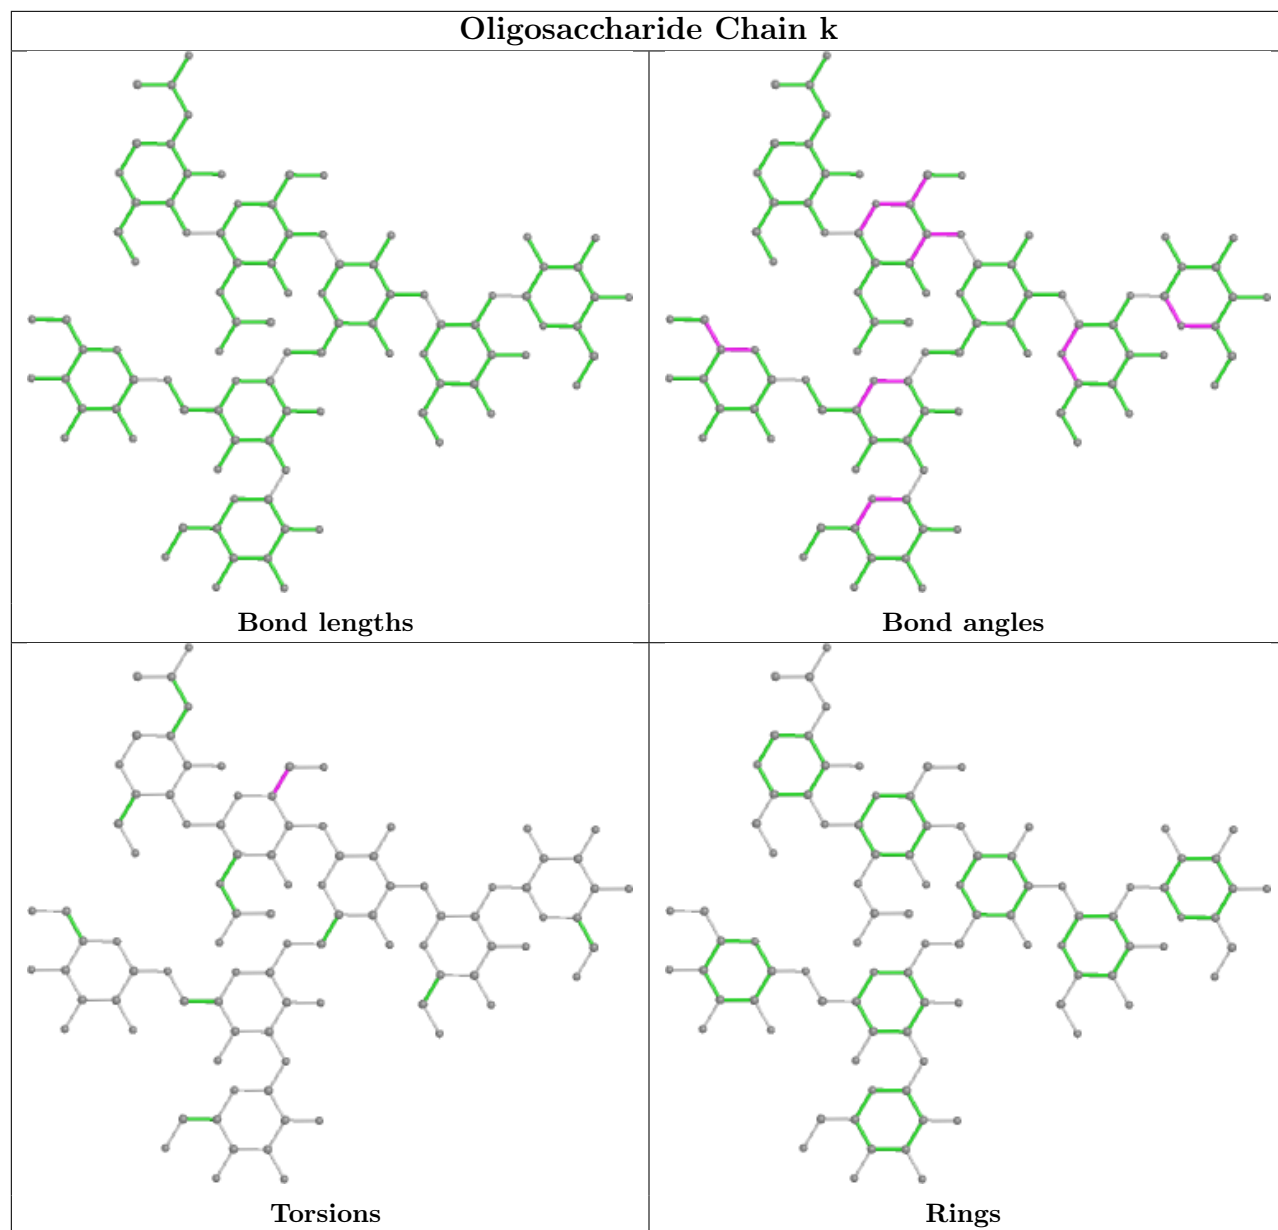 Oligosaccharide Chain k
Bond lengths
Bond angles
Torsions
Rings